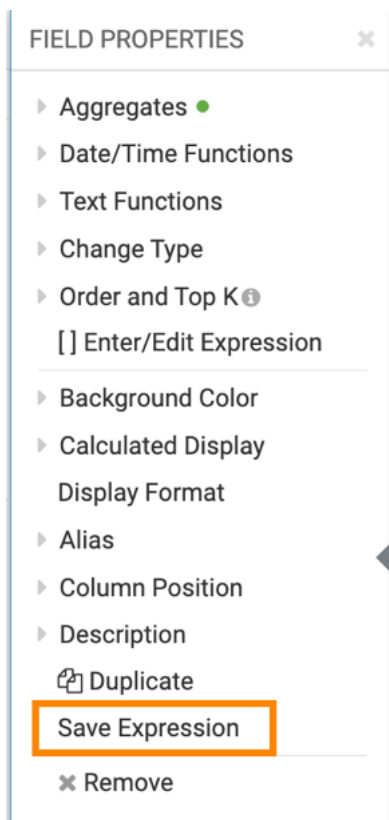 FIELD PROPERTIES
Aggregates
Date/Time Functions
Text Functions
Change Type
Order and Top K
[ ] Enter/Edit Expression
Background Color
Calculated Display
Display Format
Alias
Column Position
Description
Duplicate
Save Expression
Remove